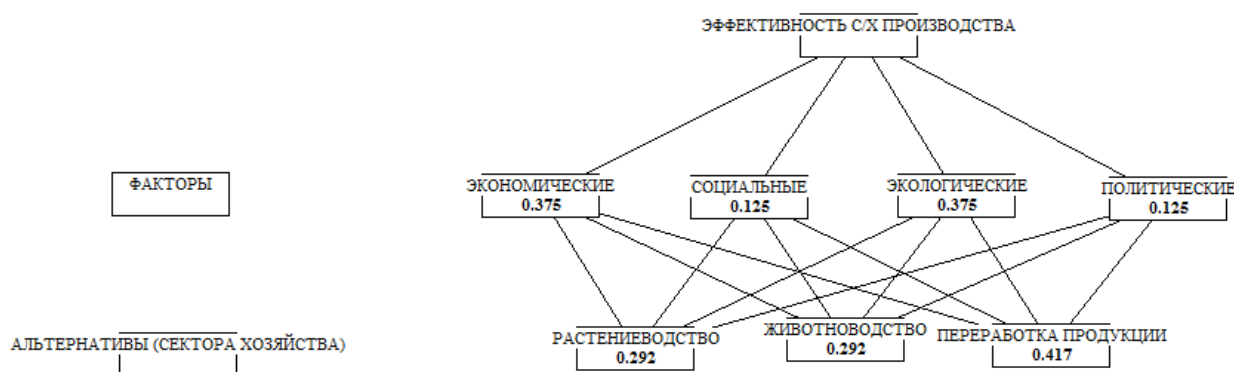 ЭФФЕКТИВНОСТЬ С/Х ПРОИЗВОДСТВА
ФАКТОРЫ
ЭКОНОМИЧЕСКИЕ
0.375
СОЦИАЛЬНЫЕ
0.125
ЭКОЛОГИЧЕСКИЕ
0.375
ПОЛИТИЧЕСКИЕ
0.125
АЛЬТЕРНАТИВЫ (СЕКТОРА ХОЗЯЙСТВА)
РАСТЕНИЕВОДСТВО
0.292
ЖИВОТНОВОДСТВО
0.292
ПЕРЕРАБОТКА ПРОДУКЦИИ
0.417